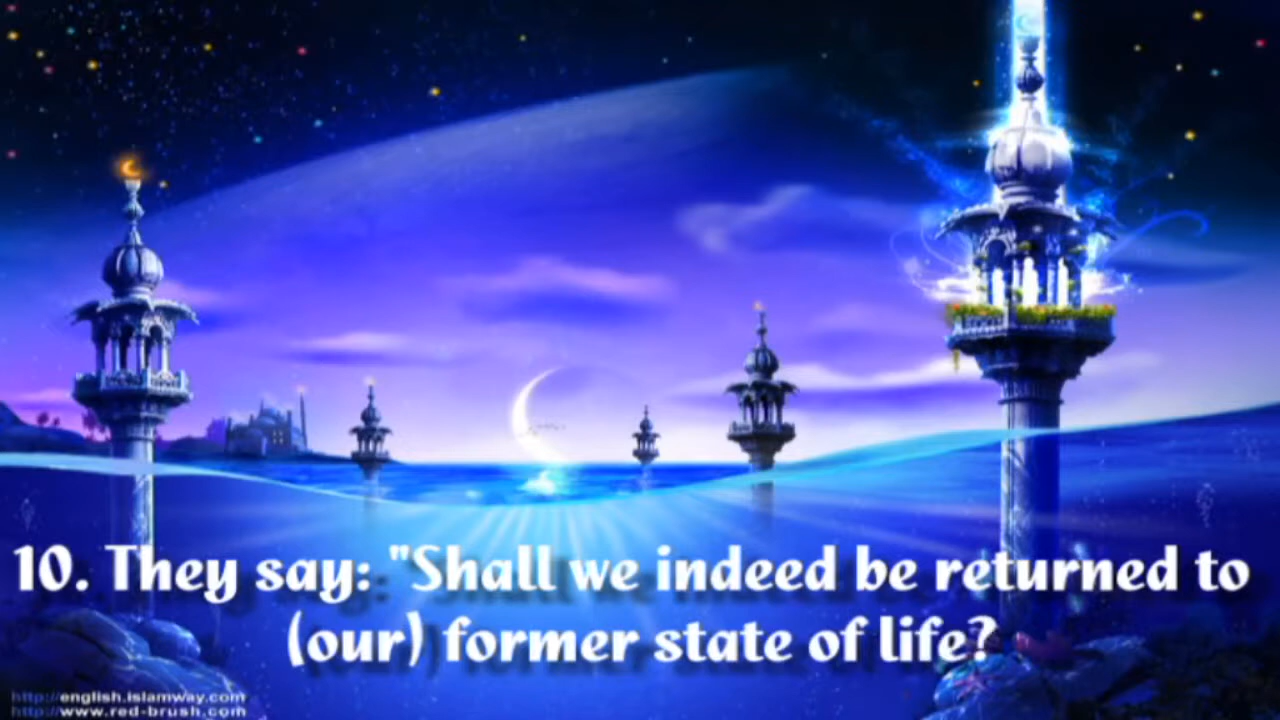 10. They say: "Shall we indeed be returned to
(our) former state of life?
http://english.islamway.com
http://www.red-brush.com